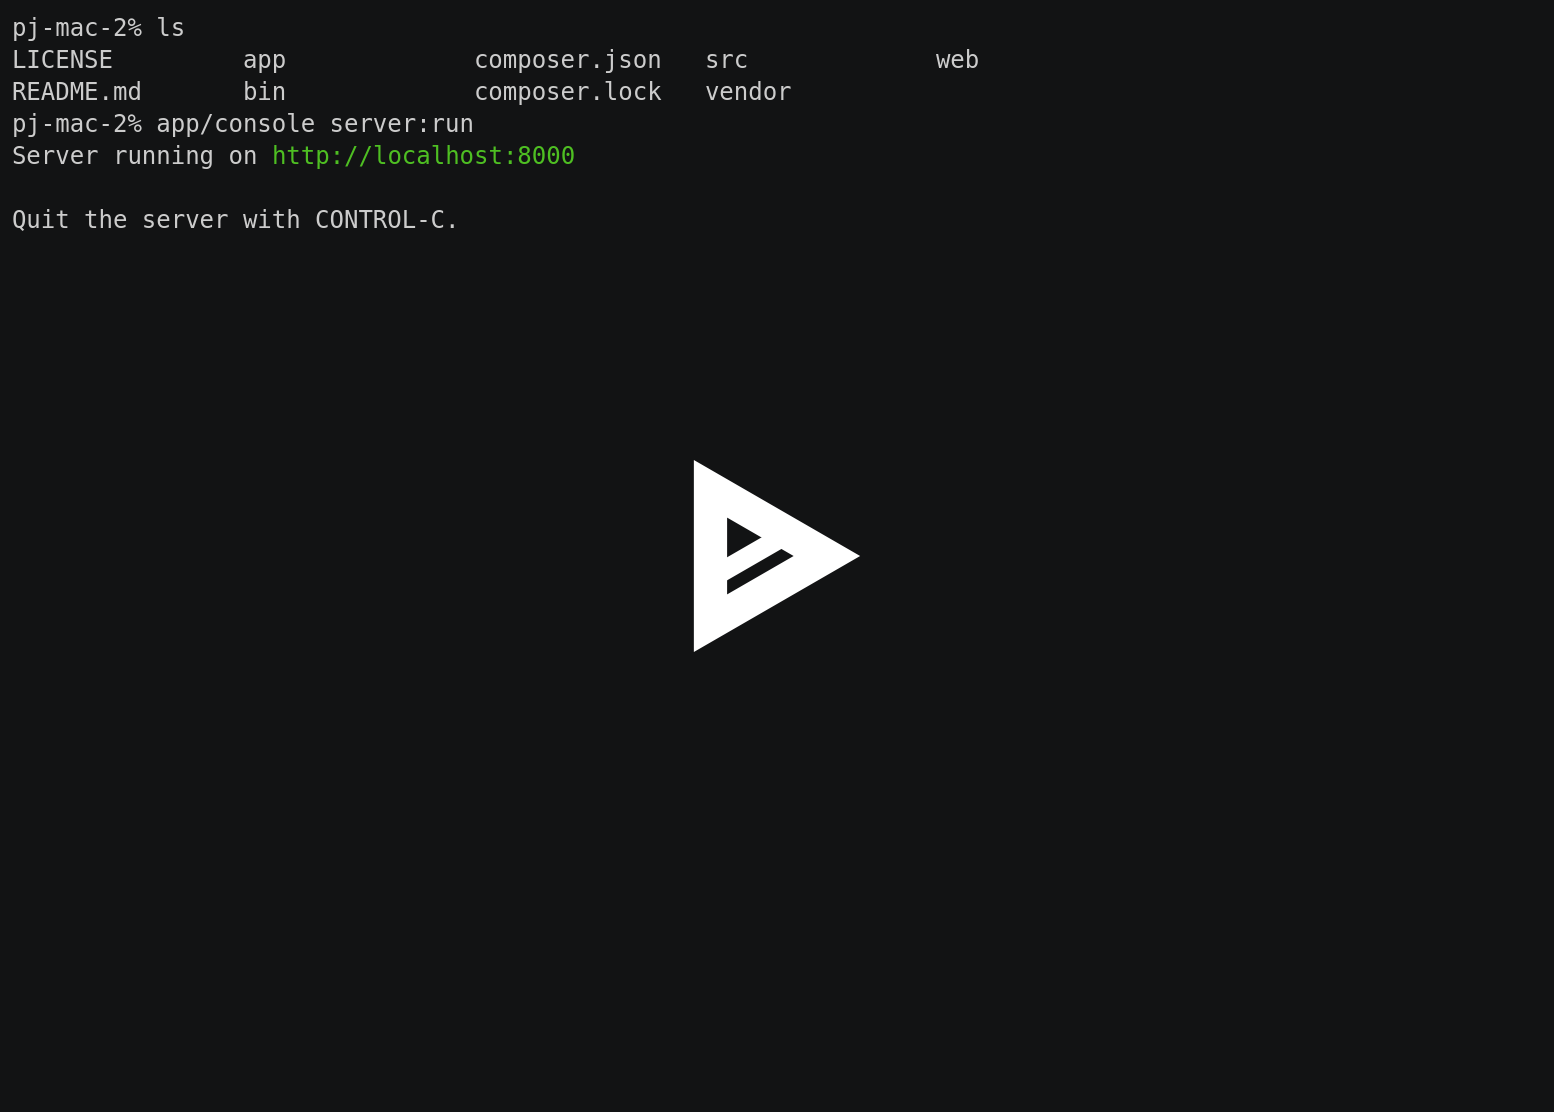 pj-mac-2% ls
LICENSE         app             composer.json   src             web
README.md       bin             composer.lock   vendor
pj-mac-2% app/console server:run
Server running on http://localhost:8000
Quit the server with CONTROL-C.